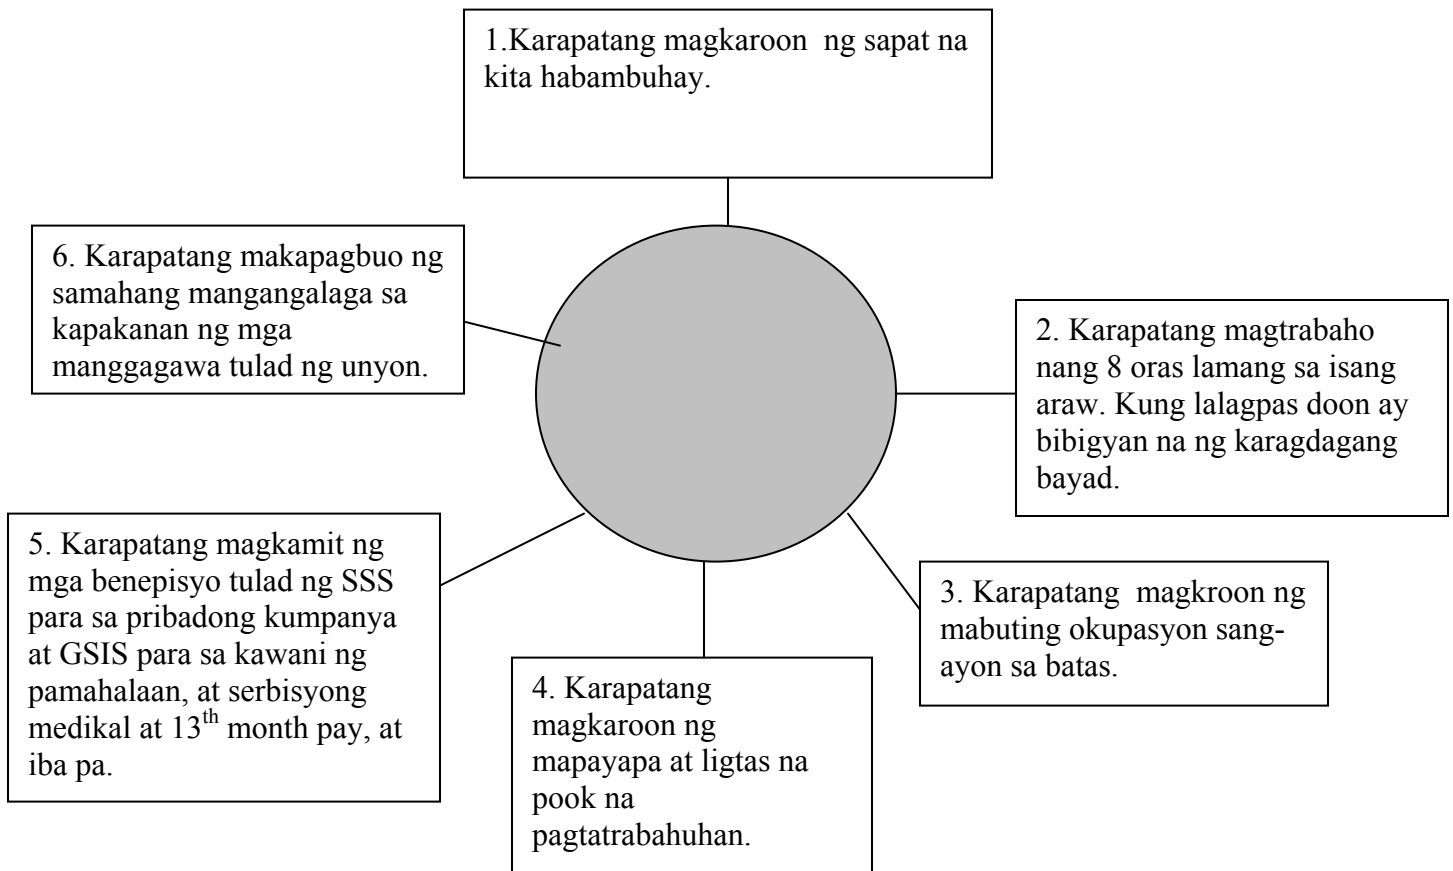 1.Karapatang magkaroon  ng sapat na
kita habambuhay.
6. Karapatang makapagbuo ng
samahang mangangalaga sa
kapakanan ng mga
manggagawa tulad ng unyon.
2. Karapatang magtrabaho
nang 8 oras lamang sa isang
araw. Kung lalagpas doon ay
bibigyan na ng karagdagang
bayad.
5. Karapatang magkamit ng
mga benepisyo tulad ng SSS
para sa pribadong kumpanya
at GSIS para sa kawani ng
pamahalaan, at serbisyong
medikal at 13th month pay, at
iba pa.
3. Karapatang  magkroon ng
mabuting okupasyon sang-
ayon sa batas.
4. Karapatang
magkaroon ng
mapayapa at ligtas na
pook na
pagtatrabahuhan.